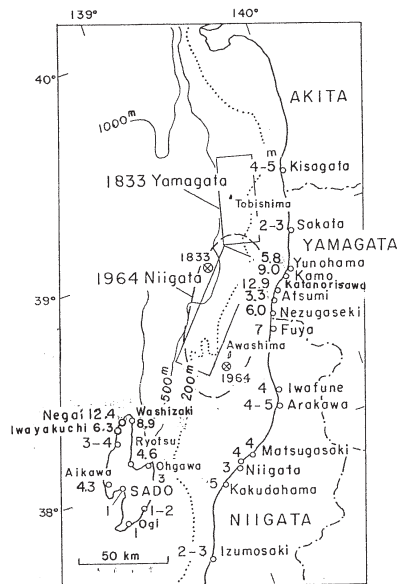 139°
140°
40°
AKITA
1000m
m
4-5 Kisagata
1833 Yamagata
Tobishima
2-3 Sakata
YAMAGATA
5.8 Yunohama
1833
9.0 Kamo
12.9 Katanorisawa
1964 Niigata
3.3 Atsumi
39°
6.0 Nezugaseki
7 Fuya
Awashima
500m
200m
1964
4 Iwafune
4-5 Arakawa
Negai 12.4
Washizaki
8.9
Iwayakuchi 6.3
3-4
Ryotsu
4.6
Ohgawa
3
4
4 Matsugasaki
3 Niigata
Aikawa
4.3
SADO
1
1-2
.5
Kakudahama
38°
Ogi
1
NIIGATA
50 km
2-3 Izumosaki